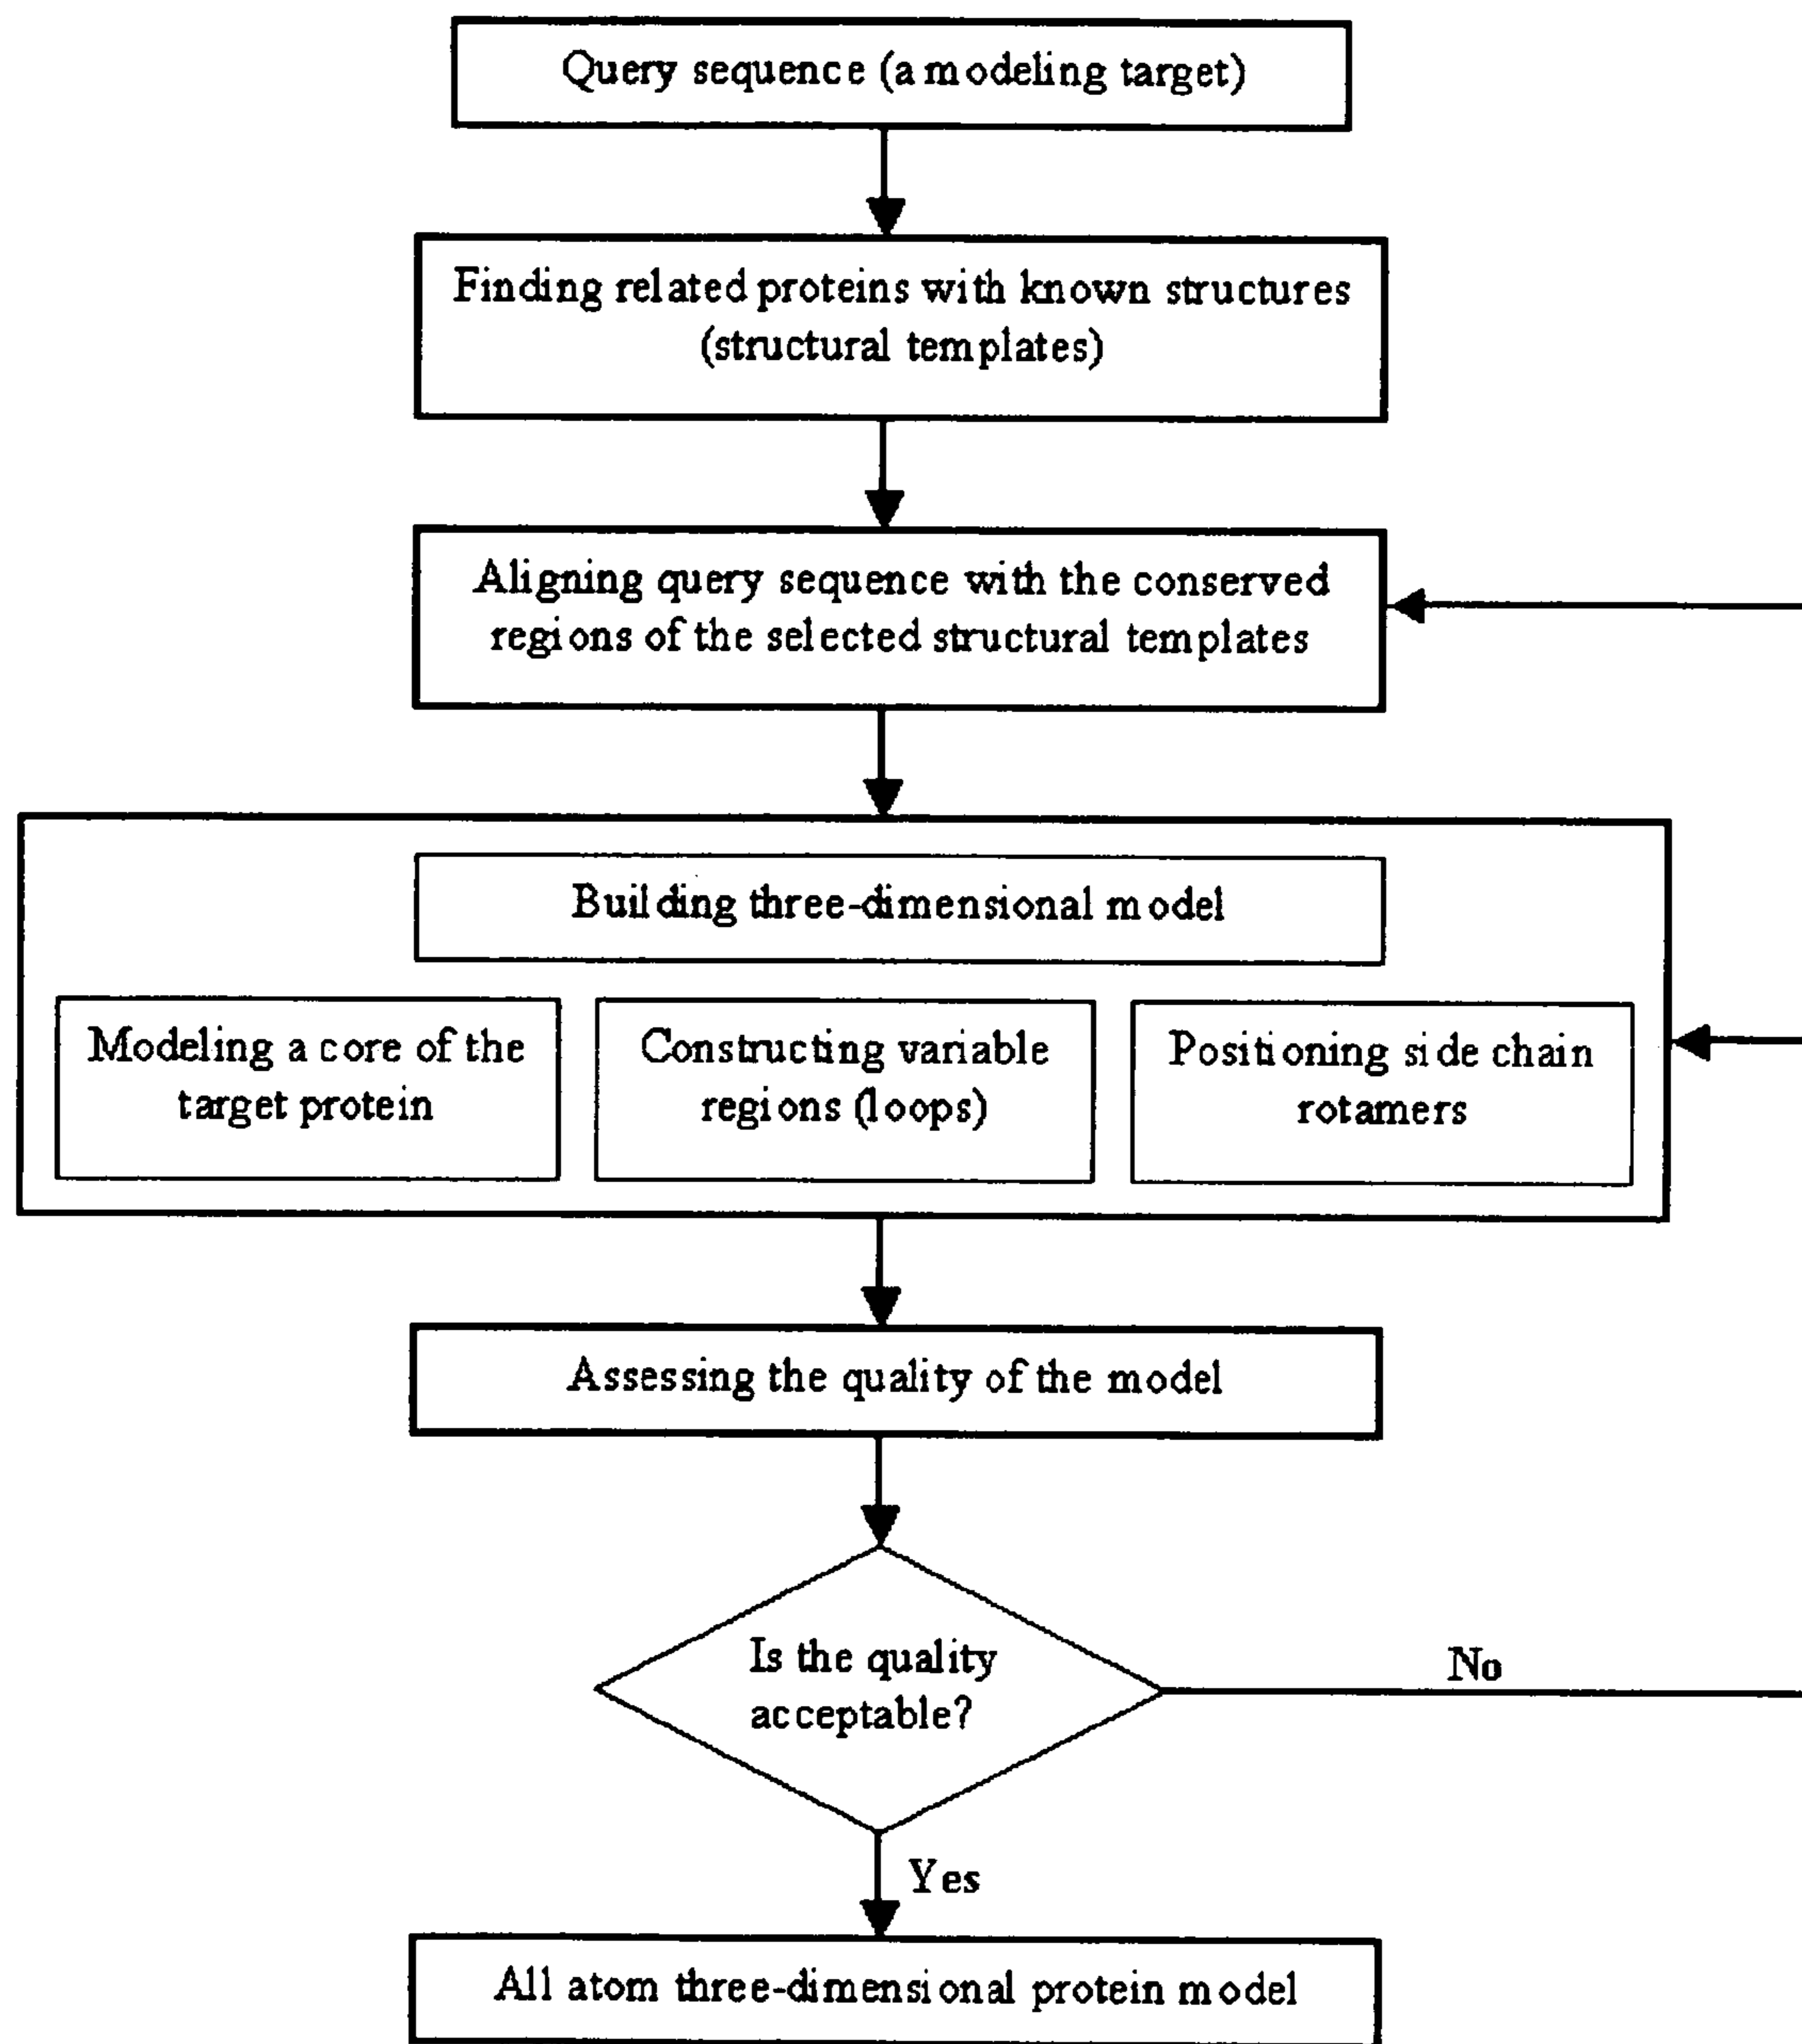 Query sequence (a modeling target)
Finding related proteins with known structures
(structural templates)
Aligning query sequence with the conserved
regions of the selected structural templates
Building three-dimensional model
Modeling a core of the
target protein
Constructing variable
regions (loops)
Positioning side chain
rotamers
Assessing the quality of the model
Is the quality
acceptable?
No
Yes
All atom three-dimensional protein model